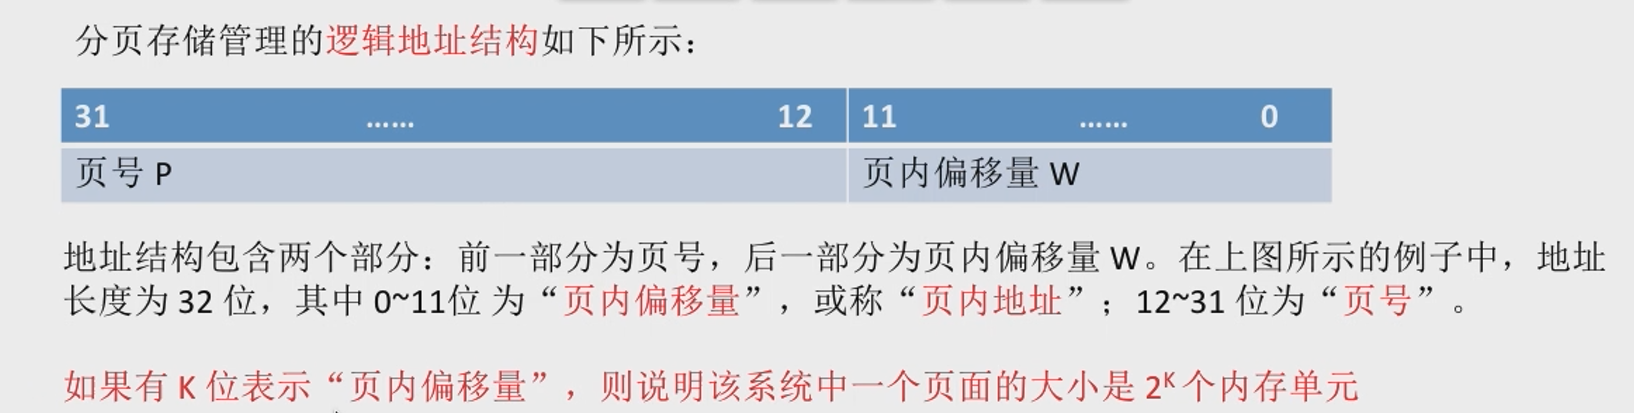 分页存储管理的逻辑地址结构如下所示：
31 …… 12 11 …… 0
页号 P 页内偏移量 W
地址结构包含两个部分：前一部分为页号，后一部分为页内偏移量 W。在上图所示的例子中，地址
长度为 32 位，其中 0~11位 为“页内偏移量”，或称“页内地址”；12~31 位为“页号”。
如果有 K 位表示“页内偏移量”，则说明该系统中一个页面的大小是 2ᴷ 个内存单元